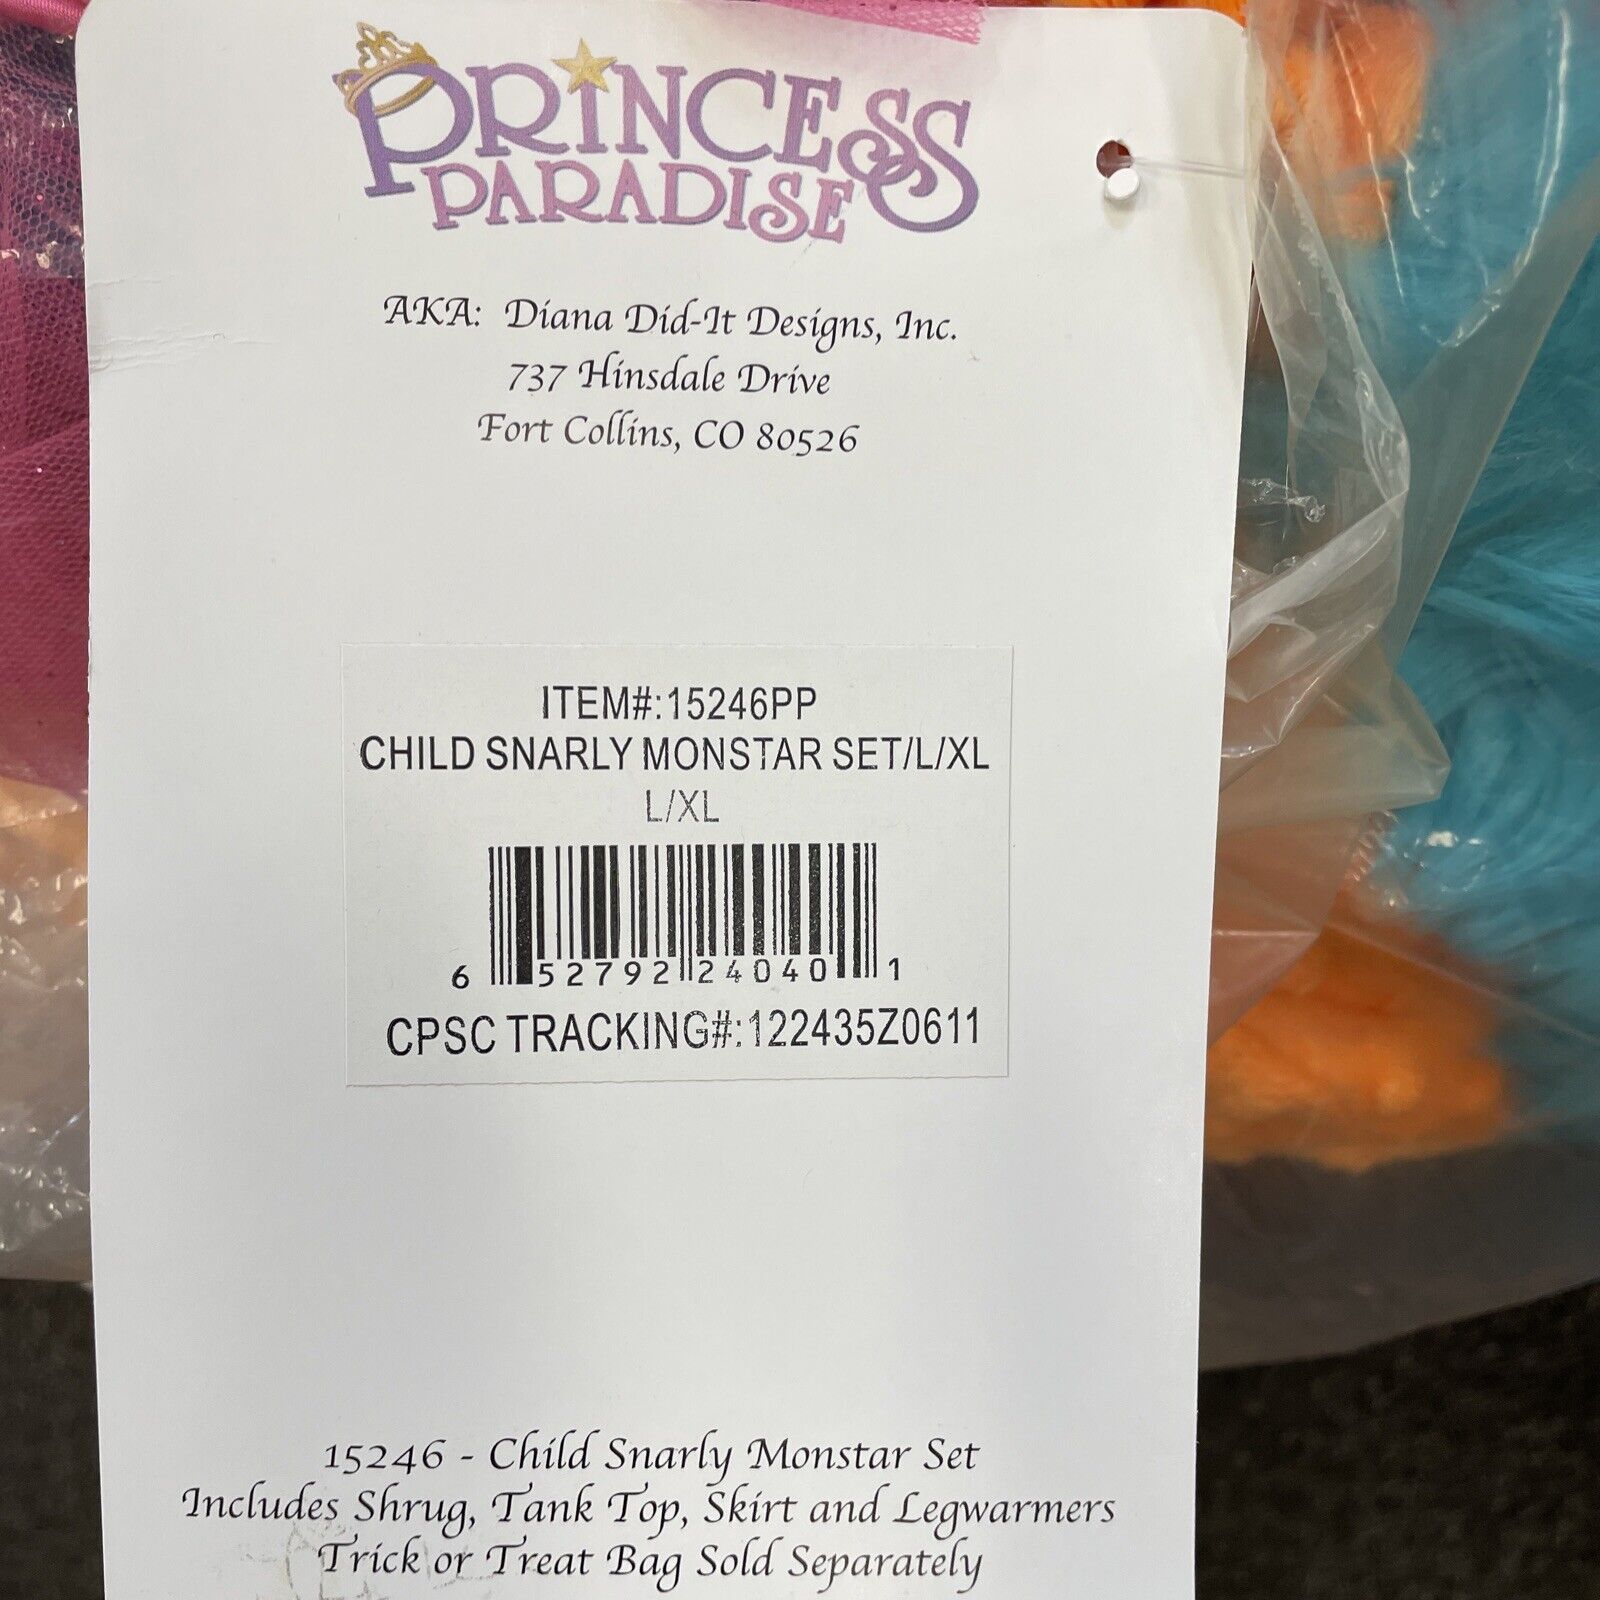 PRINCESS
PARADISE
AKA: Diana Did-It Designs, Inc.
737 Hinsdale Drive
Fort Collins, CO 80526
ITEM#:15246PP
CHILD SNARLY MONSTAR SET/L/XL
L/XL
6 52792 24040 1
CPSC TRACKING#:122435Z0611
15246 - Child Snarly Monstar Set
Includes Shrug, Tank Top, Skirt and Legwarmers
Trick or Treat Bag Sold Separately